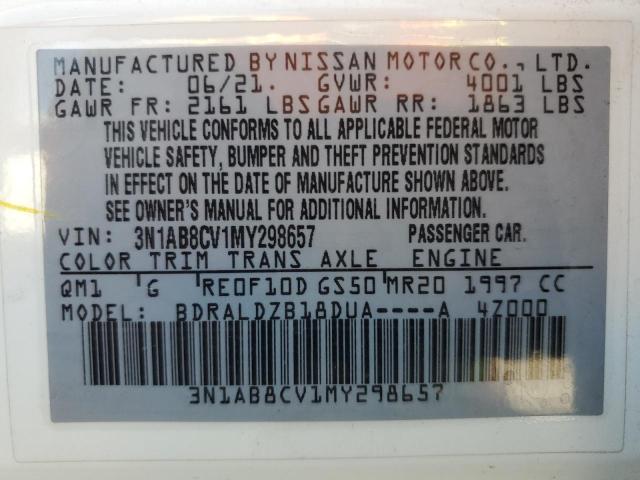 MANUFACTURED BY NISSAN MOTOR CO., LTD.
DATE: 06/21. GVWR: 4001 LBS
GAWR FR: 2161 LBS GAWR RR: 1863 LBS
THIS VEHICLE CONFORMS TO ALL APPLICABLE FEDERAL MOTOR
VEHICLE SAFETY, BUMPER AND THEFT PREVENTION STANDARDS
IN EFFECT ON THE DATE OF MANUFACTURE SHOWN ABOVE.
SEE OWNER'S MANUAL FOR ADDITIONAL INFORMATION.
VIN: 3N1AB8CV1MY298657 PASSENGER CAR.
COLOR TRIM TRANS AXLE ENGINE
QM1 G RE0F10D GS50 MR20 1997 CC
MODEL: BDRALDZB18DUA----A 4Z000
3N1AB8CV1MY298657